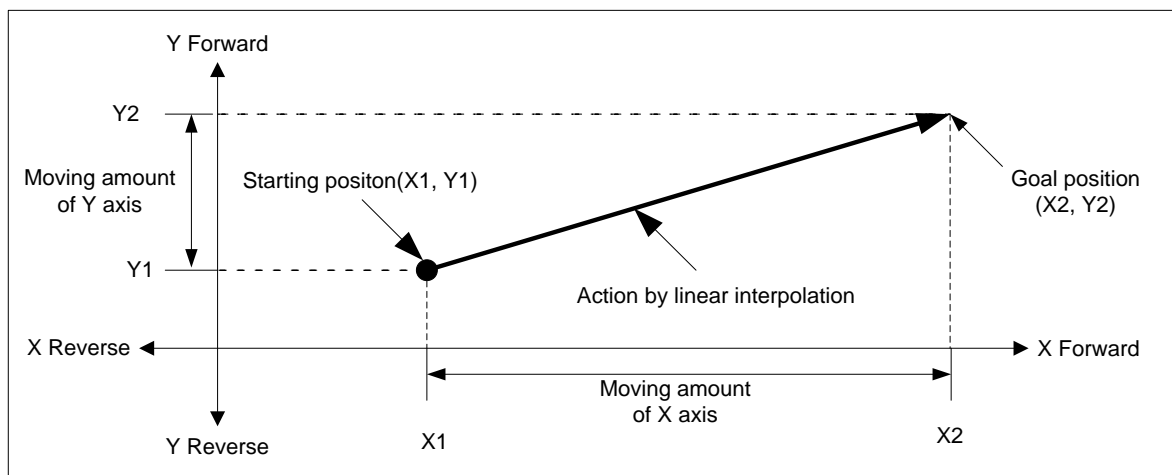 Y Forward
Y2
Moving amount
of Y axis
Starting positon(X1, Y1)
Goal position
(X2, Y2)
Y1
Action by linear interpolation
X Reverse
X Forward
Moving amount
of X axis
Y Reverse
X1
X2